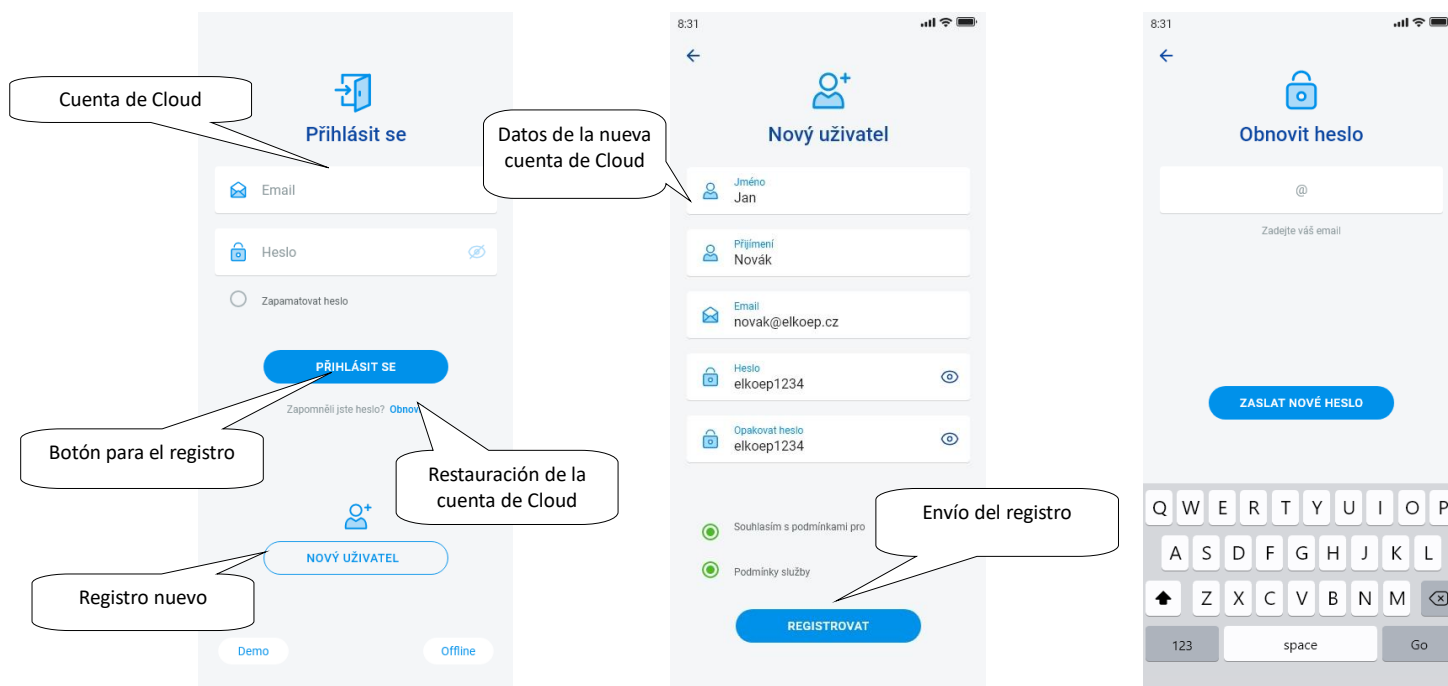 Cuenta de Cloud
Přihlásit se
Email
Heslo
Zapamatovat heslo
PŘIHLÁSIT SE
Zapomněli jste heslo? Obnov
Botón para el registro
Restauración de la
cuenta de Cloud
NOVÝ UŽIVATEL
Registro nuevo
Demo
Offline
8:31
Nový uživatel
Datos de la nueva
cuenta de Cloud
Jméno
Jan
Přijímení
Novák
Email
novak@elkoep.cz
Heslo
elkoep1234
Opakovat heslo
elkoep1234
Envío del registro
Souhlasím s podmínkami pro
Podmínky služby
REGISTROVAT
8:31
Obnovit heslo
@
Zadejte váš email
ZASLAT NOVÉ HESLO
Q W E R T Y U I O P
A S D F G H J K L
Z X C V B N M
123 space Go